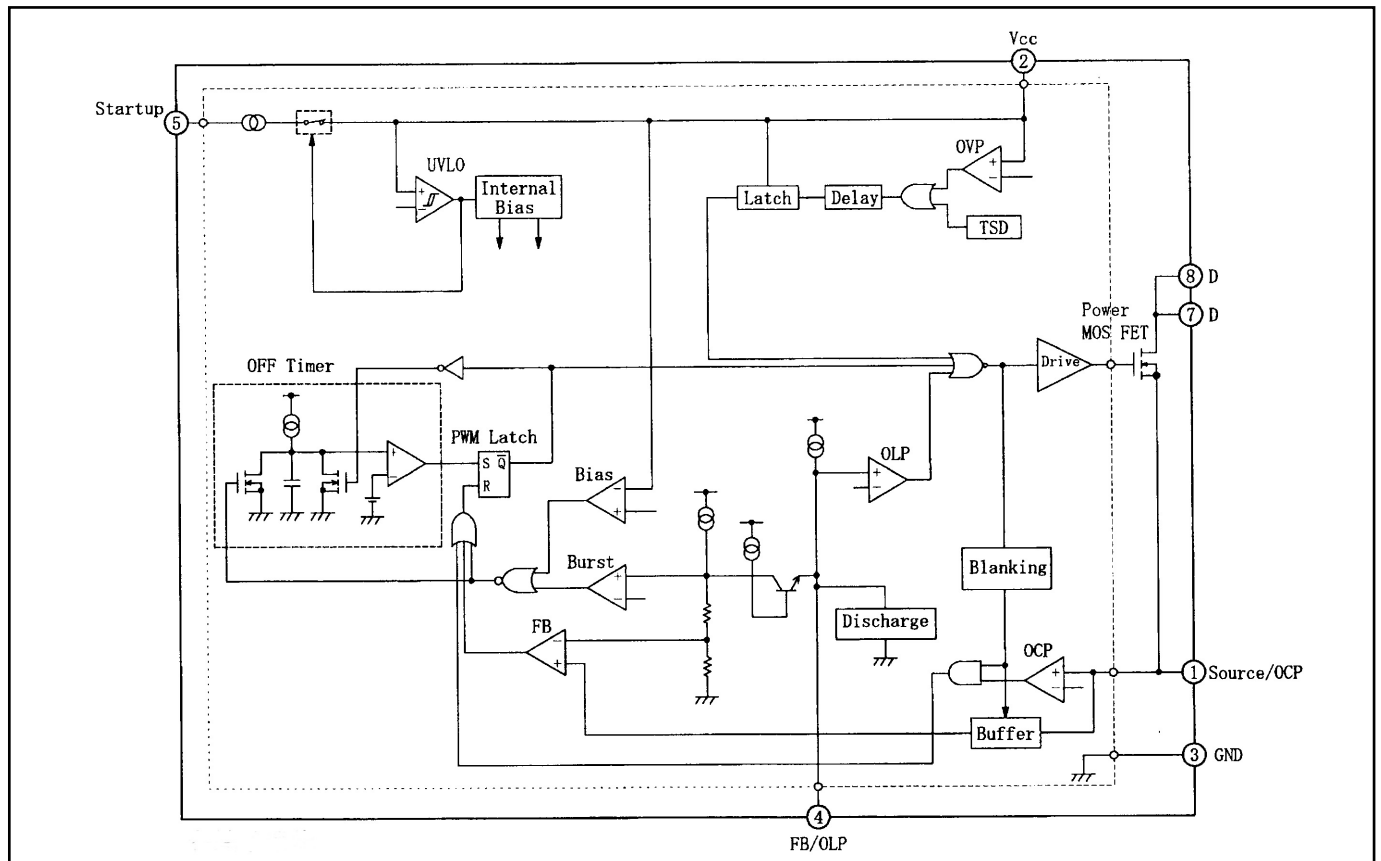 Vcc
2
Startup
5
OVP
+
−
UVLO
+
−
Internal
Bias
Latch
Delay
TSD
8 D
7 D
Power
MOS FET
Drive
OFF Timer
+
−
PWM Latch
S Q̅
R
Bias
−
+
OLP
+
−
Burst
+
−
Blanking
Discharge
FB
−
+
OCP
+
−
1 Source/OCP
Buffer
3 GND
4
FB/OLP